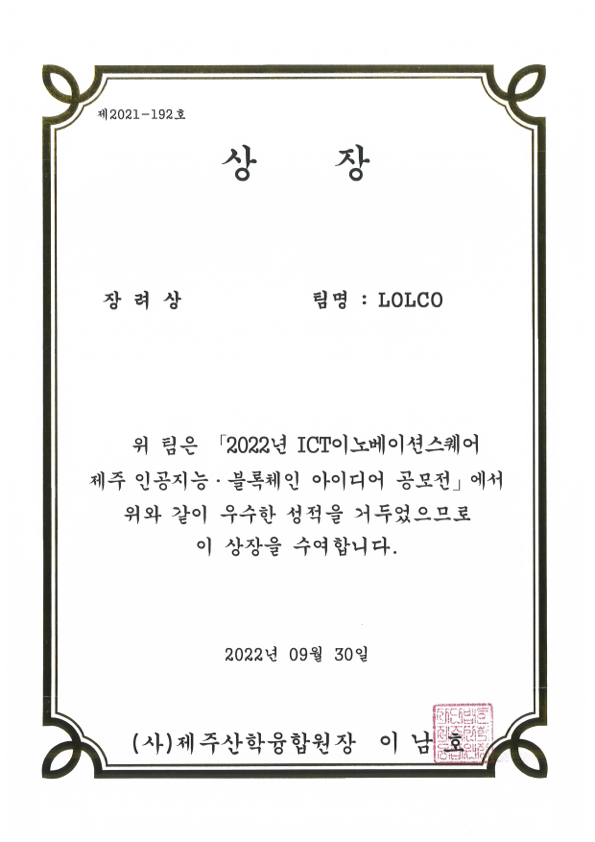 제2021-192호
상 장
장 려 상 팀명 : LOLCO
위 팀은 「2022년 ICT이노베이션스퀘어
제주 인공지능·블록체인 아이디어 공모전」에서
위와 같이 우수한 성적을 거두었으므로
이 상장을 수여합니다.
2022년 09월 30일
(사)제주산학융합원장 이남호